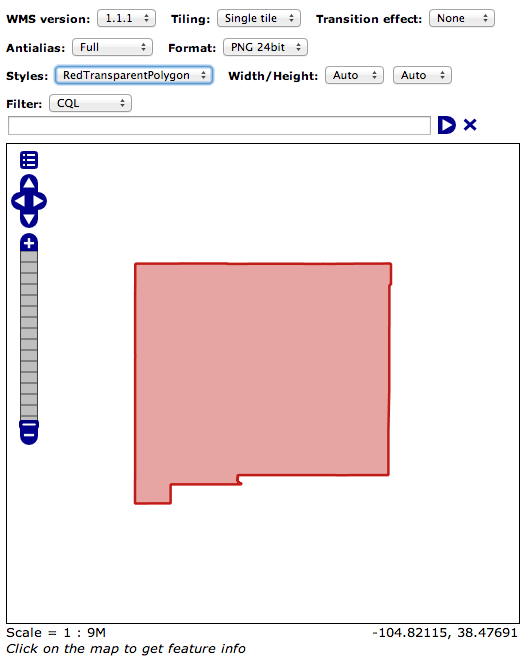 WMS version: 1.1.1 Tiling: Single tile Transition effect: None
Antialias: Full Format: PNG 24bit
Styles: RedTransparentPolygon Width/Height: Auto Auto
Filter: CQL
Scale = 1 : 9M -104.82115, 38.47691
Click on the map to get feature info